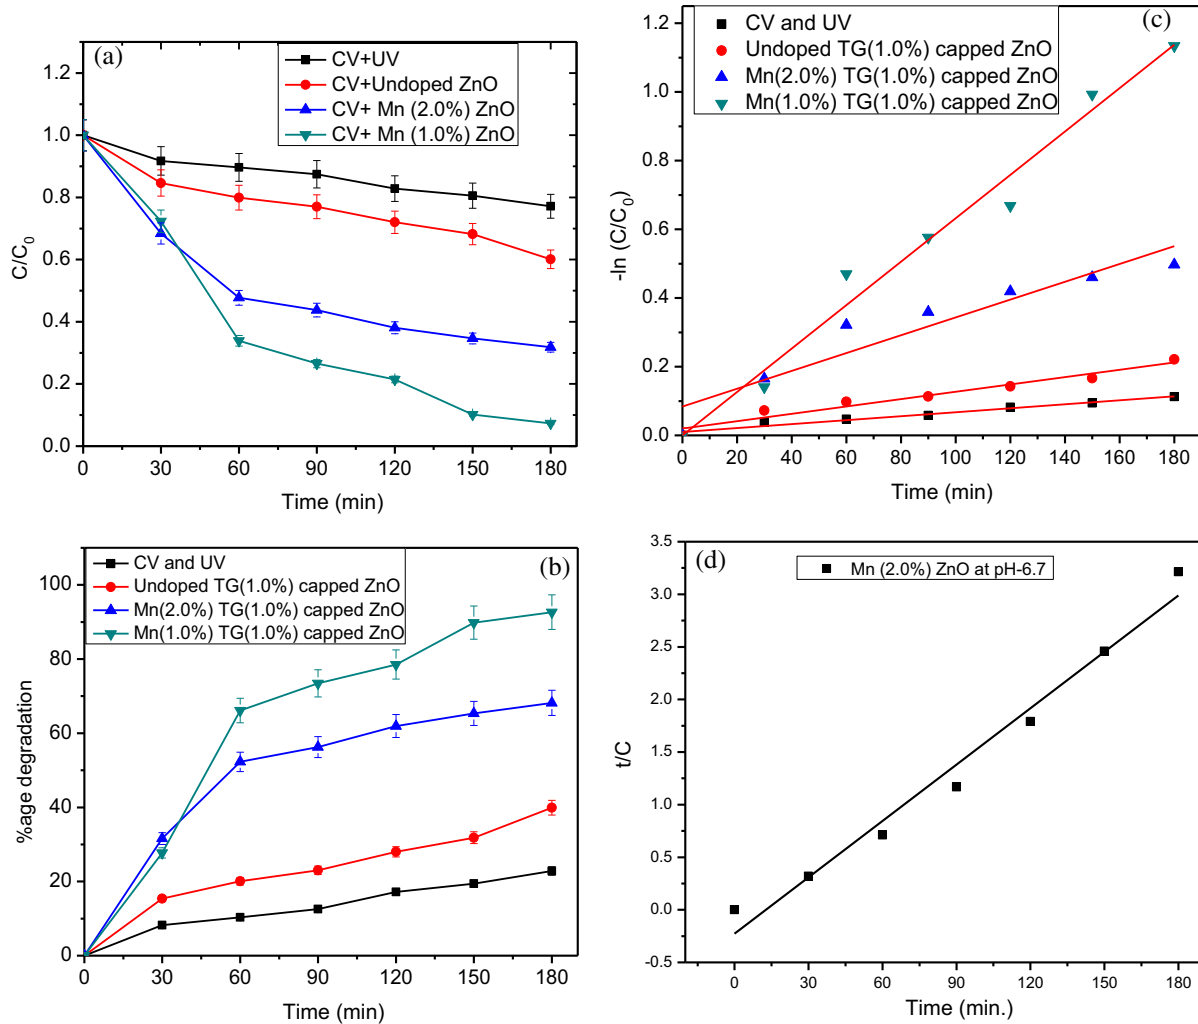 (a)
CV+UV
CV+Undoped ZnO
CV+ Mn (2.0%) ZnO
CV+ Mn (1.0%) ZnO
C/C0
1.2
1.0
0.8
0.6
0.4
0.2
0.0
0 30 60 90 120 150 180
Time (min)
(c)
CV and UV
Undoped TG(1.0%) capped ZnO
Mn(2.0%) TG(1.0%) capped ZnO
Mn(1.0%) TG(1.0%) capped ZnO
-ln (C/C0)
1.2
1.0
0.8
0.6
0.4
0.2
0.0
0 20 40 60 80 100 120 140 160 180
Time (min)
(b)
CV and UV
Undoped TG(1.0%) capped ZnO
Mn(2.0%) TG(1.0%) capped ZnO
Mn(1.0%) TG(1.0%) capped ZnO
%age degradation
100
80
60
40
20
0
0 30 60 90 120 150 180
Time (min)
(d)
Mn (2.0%) ZnO at pH-6.7
t/C
3.5
3.0
2.5
2.0
1.5
1.0
0.5
0.0
-0.5
0 30 60 90 120 150 180
Time (min.)